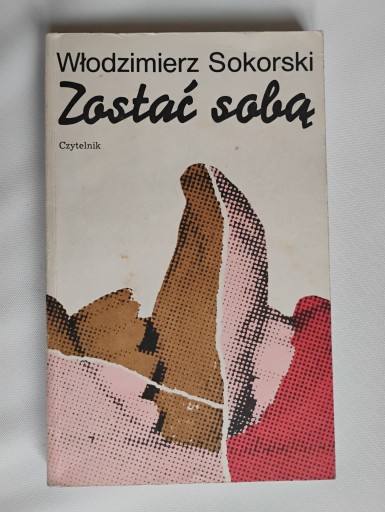 Włodzimierz Sokorski
Zostać sobą
Czytelnik